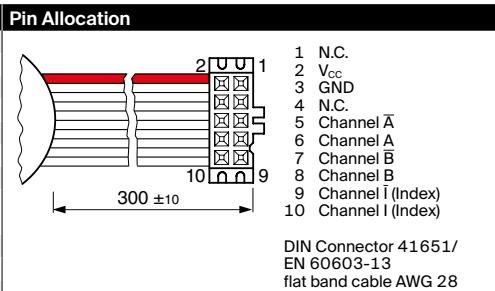 Pin Allocation
2 1
10 9
300 ±10
1 N.C.
2 V_CC
3 GND
4 N.C.
5 Channel A̅
6 Channel A
7 Channel B̅
8 Channel B
9 Channel I̅ (Index)
10 Channel I (Index)
DIN Connector 41651/
EN 60603-13
flat band cable AWG 28